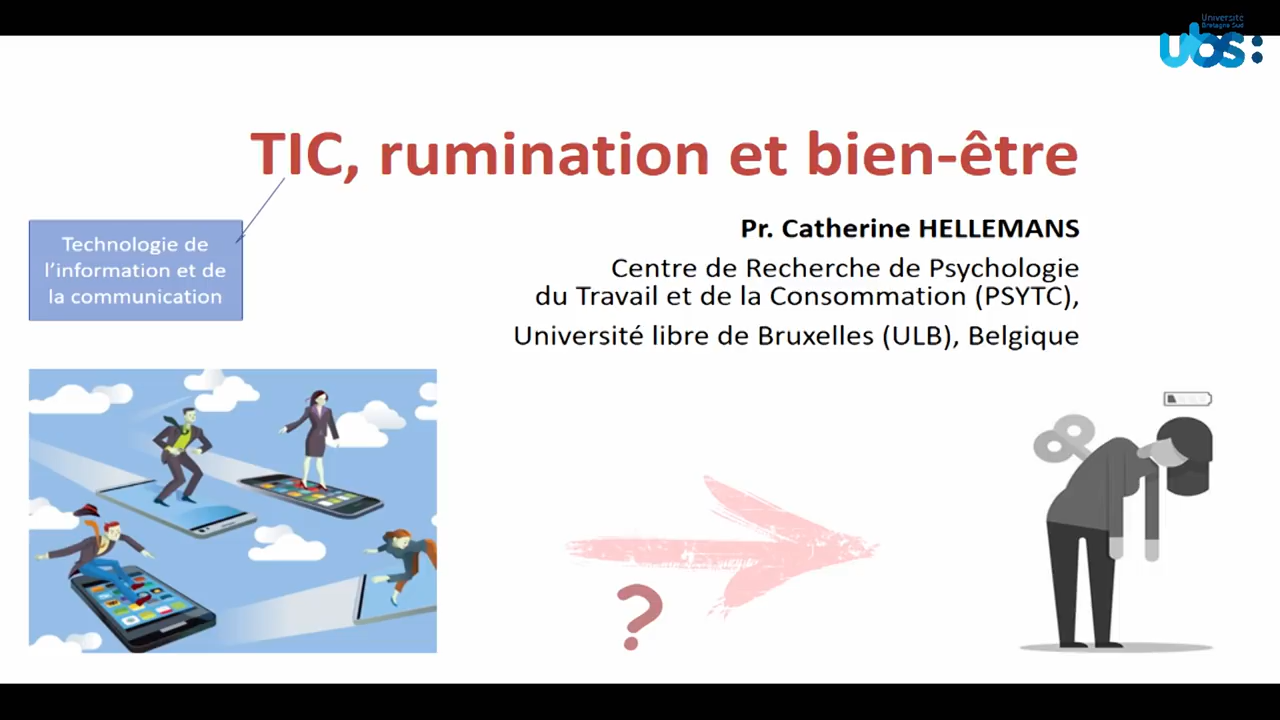 Université
Bretagne Sud
ubs:
TIC, rumination et bien-être
Technologie de
l'information et de
la communication
Pr. Catherine HELLEMANS
Centre de Recherche de Psychologie
du Travail et de la Consommation (PSYTC),
Université libre de Bruxelles (ULB), Belgique
?